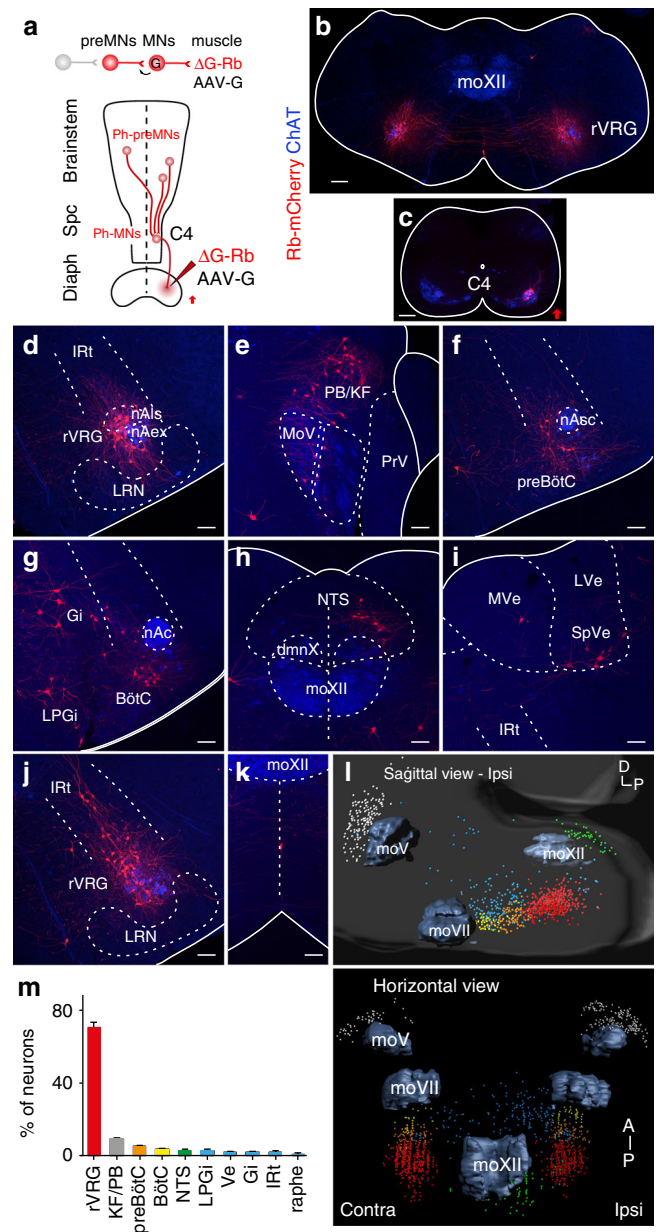 a
preMNs MNs muscle
G
ΔG-Rb
AAV-G
Brainstem
Ph-preMNs
Spc
Ph-MNs
C4
Diaph
ΔG-Rb
AAV-G
Rb-mCherry ChAT
b
moXII
rVRG
c
C4
d
IRt
nAls
nAex
rVRG
LRN
e
PB/KF
MoV
PrV
f
nAsc
preBötC
g
Gi
nAc
BötC
LPGi
h
NTS
dmnX
moXII
i
LVe
MVe
SpVe
IRt
j
IRt
rVRG
LRN
k
moXII
l
Sagittal view - Ipsi
D
P
moV
moXII
moVII
Horizontal view
moV
moVII
A
P
moXII
Contra
Ipsi
m
% of neurons
80
40
0
rVRG
KF/PB
preBötC
BötC
NTS
LPGi
Ve
Gi
IRt
raphe